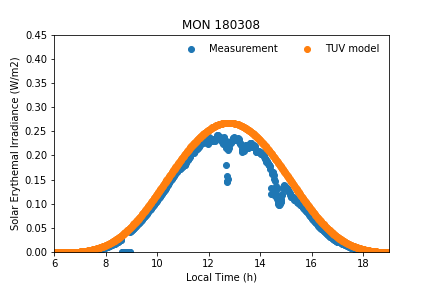 MON 180308
Measurement
TUV model
Solar Erythemal Irradiance (W/m2)
0.45
0.40
0.35
0.30
0.25
0.20
0.15
0.10
0.05
0.00
6 8 10 12 14 16 18
Local Time (h)